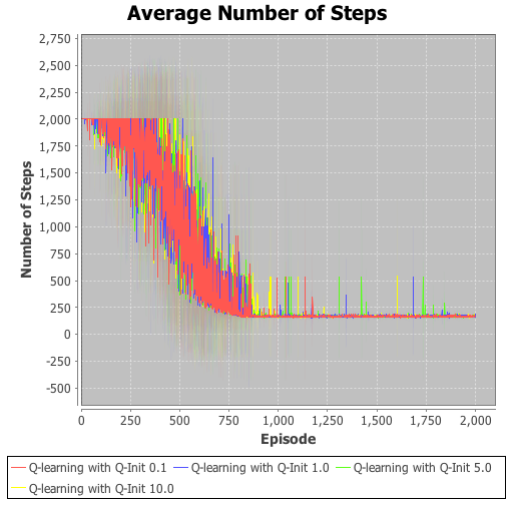 Average Number of Steps
2,750
2,500
2,250
2,000
1,750
1,500
1,250
1,000
750
500
250
0
-250
-500
Number of Steps
0 250 500 750 1,000 1,250 1,500 1,750 2,000
Episode
Q-learning with Q-Init 0.1 Q-learning with Q-Init 1.0 Q-learning with Q-Init 5.0
Q-learning with Q-Init 10.0